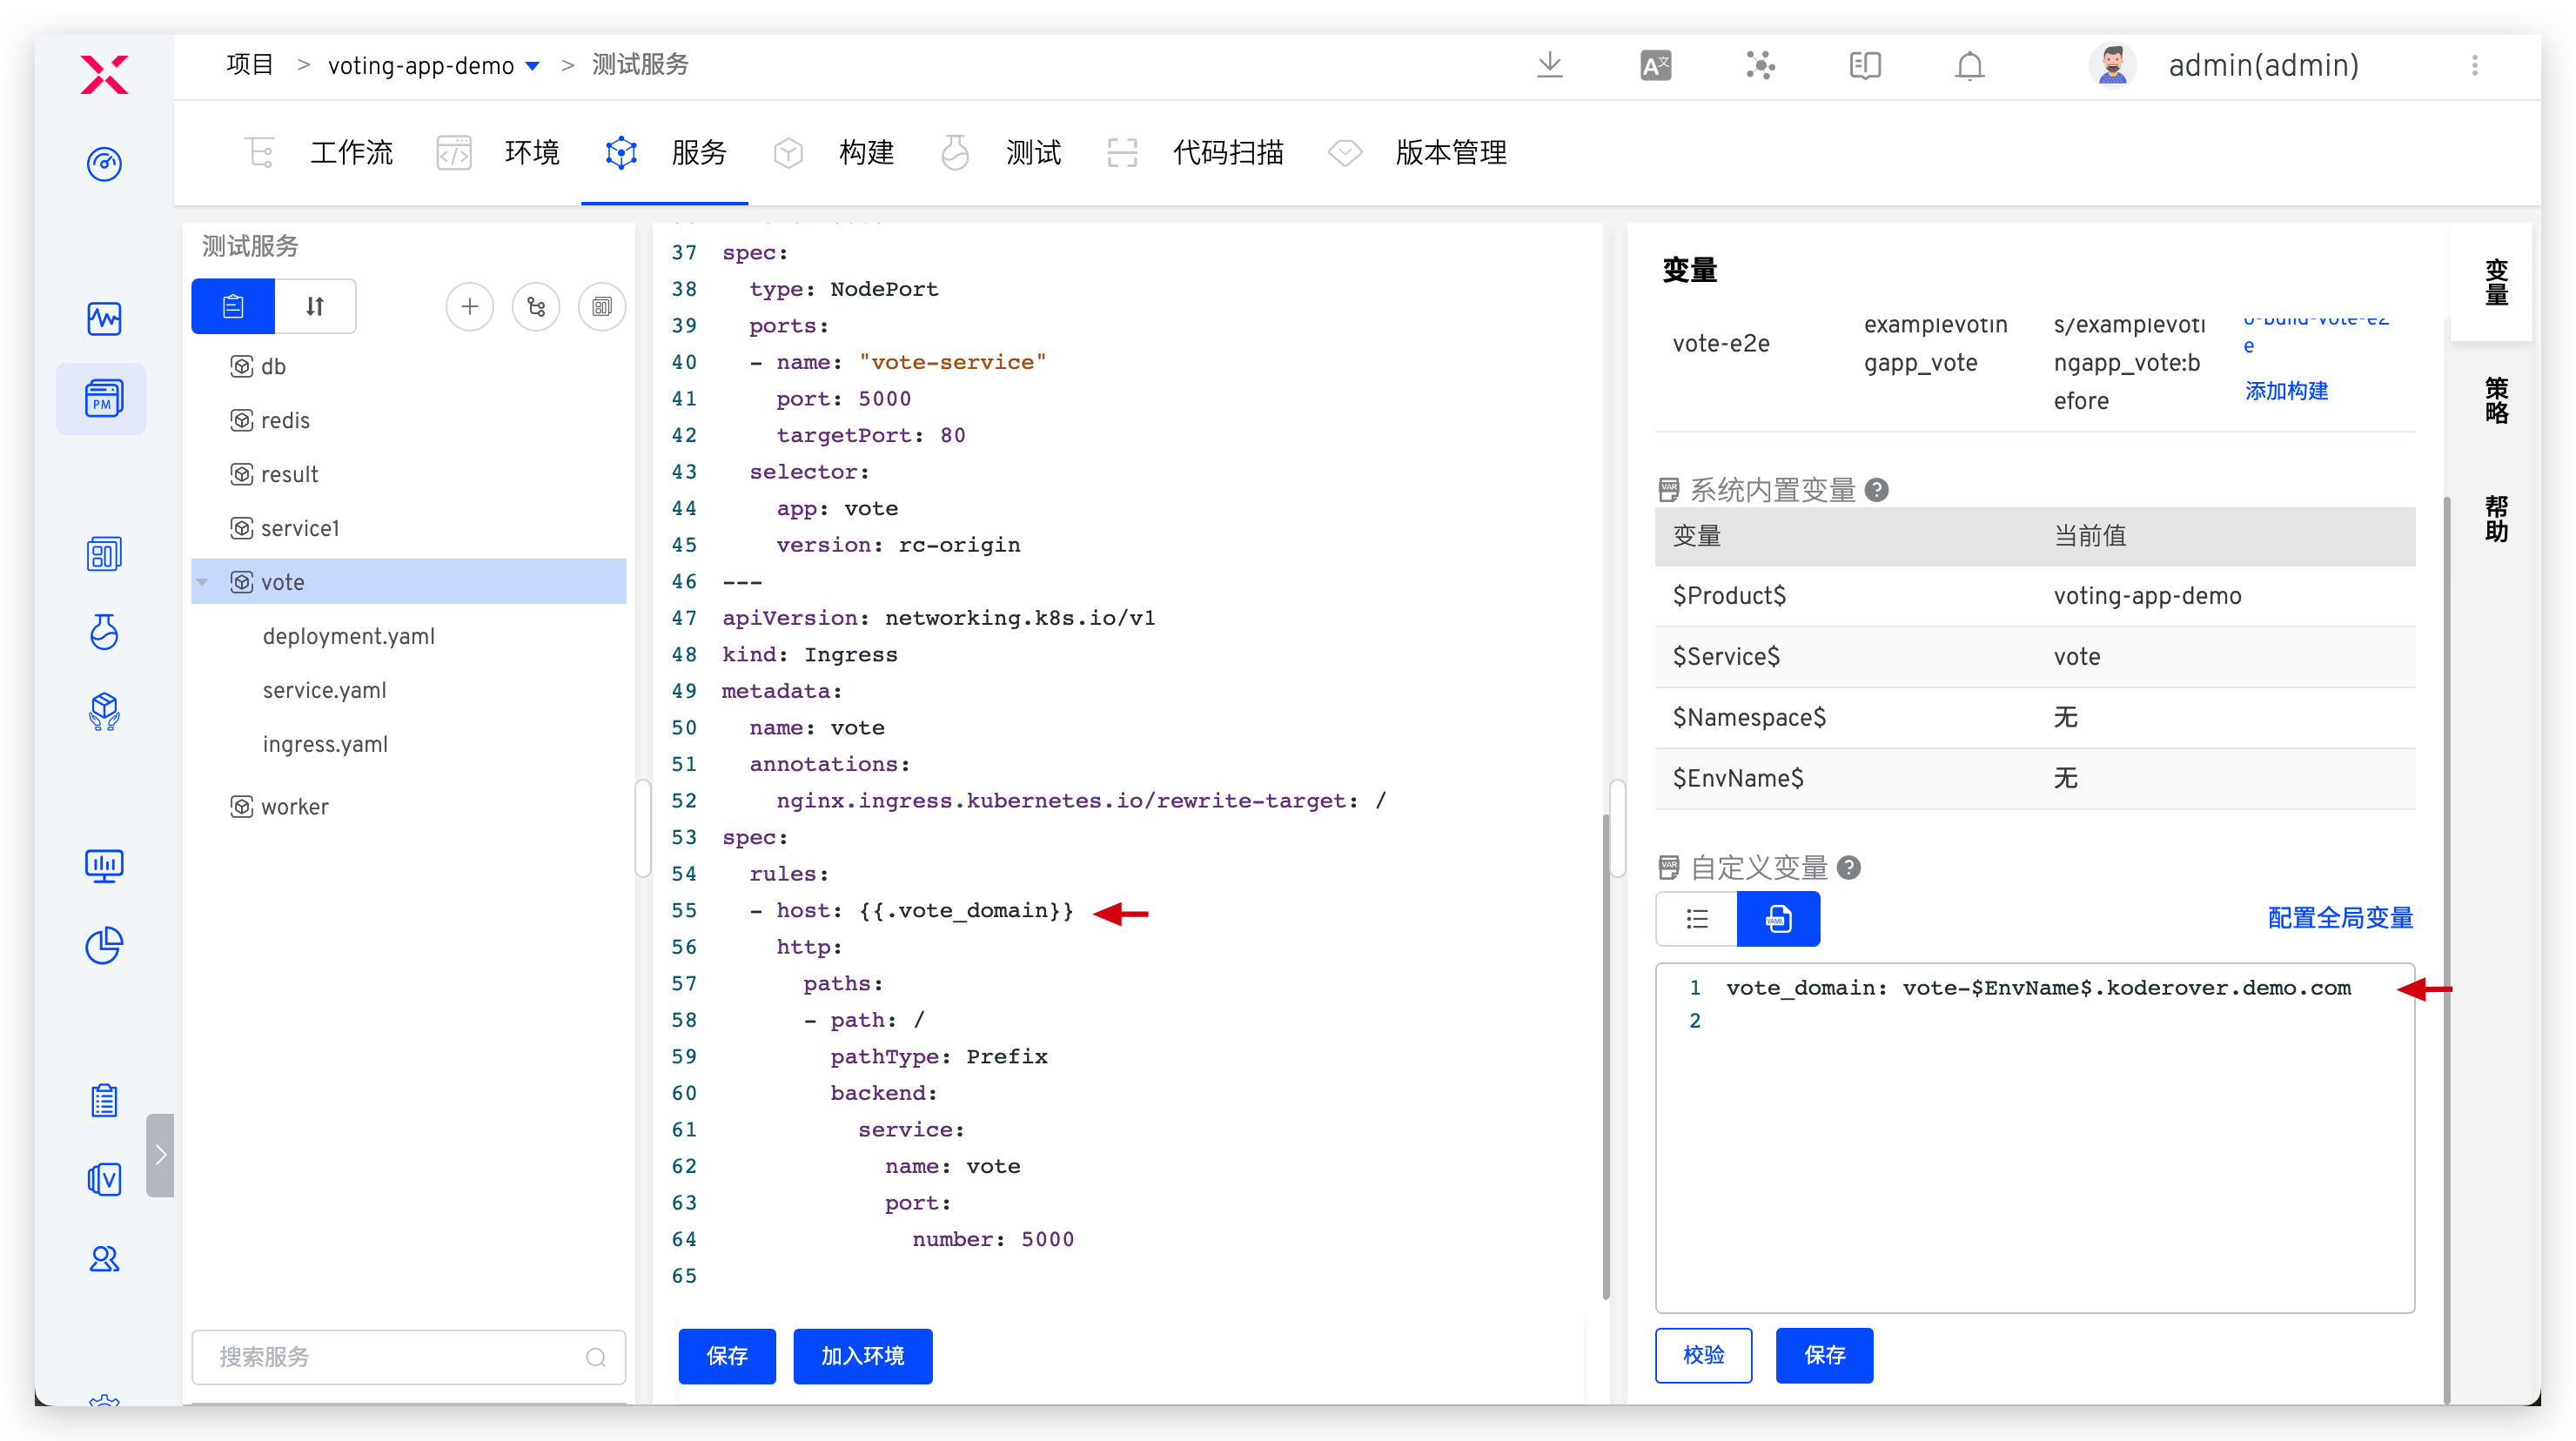 项目 > voting-app-demo > 测试服务
admin(admin)
工作流 环境 服务 构建 测试 代码扫描 版本管理
PM
测试服务
db
redis
result
service1
vote
deployment.yaml
service.yaml
ingress.yaml
worker
搜索服务
37 spec:
38   type: NodePort
39   ports:
40   - name: "vote-service"
41     port: 5000
42     targetPort: 80
43   selector:
44     app: vote
45     version: rc-origin
46 ---
47 apiVersion: networking.k8s.io/v1
48 kind: Ingress
49 metadata:
50   name: vote
51   annotations:
52     nginx.ingress.kubernetes.io/rewrite-target: /
53 spec:
54   rules:
55   - host: {{.vote_domain}}
56     http:
57       paths:
58       - path: /
59         pathType: Prefix
60         backend:
61           service:
62             name: vote
63             port:
64               number: 5000
65
保存 加入环境
变量
vote-e2e
examplevotin
gapp_vote
s/examplevoti
ngapp_vote:b
efore
o-build-vote-e2
e
添加构建
系统内置变量
变量 当前值
$Product$ voting-app-demo
$Service$ vote
$Namespace$ 无
$EnvName$ 无
自定义变量
配置全局变量
1 vote_domain: vote-$EnvName$.koderover.demo.com
2
校验 保存
变量
策略
帮助